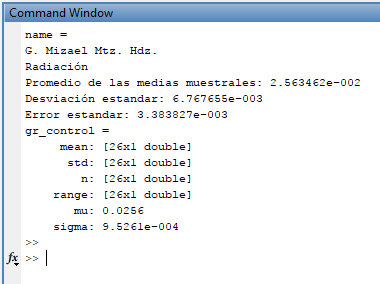 Command Window
name =
G. Mizael Mtz. Hdz.
Radiación
Promedio de las medias muestrales: 2.563462e-002
Desviación estandar: 6.767655e-003
Error estandar: 3.383827e-003
gr_control =
mean: [26x1 double]
std: [26x1 double]
n: [26x1 double]
range: [26x1 double]
mu: 0.0256
sigma: 9.5261e-004
>>
fx >>